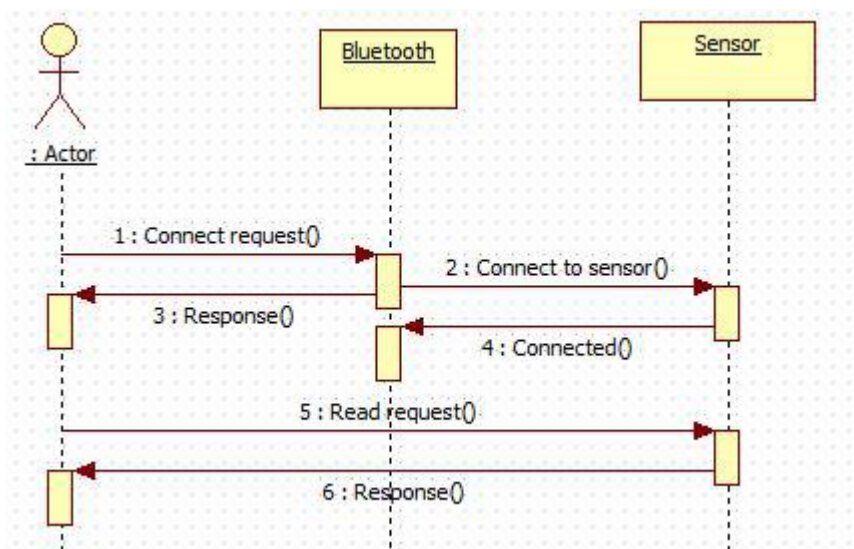 Bluetooth
Sensor
: Actor
1 : Connect request()
2 : Connect to sensor()
3 : Response()
4 : Connected()
5 : Read request()
6 : Response()